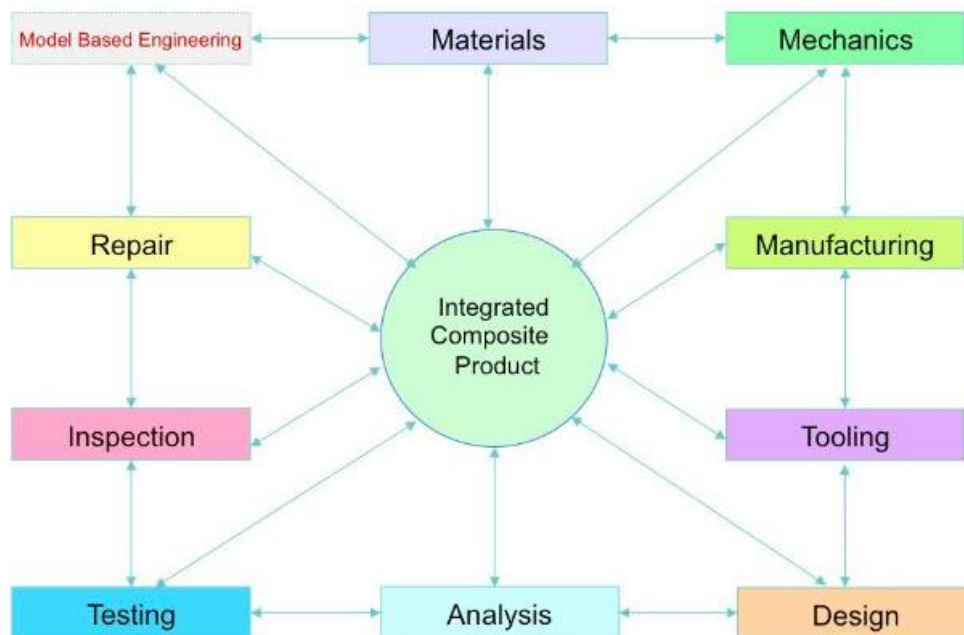 Model Based Engineering
Materials
Mechanics
Repair
Manufacturing
Integrated
Composite
Product
Inspection
Tooling
Testing
Analysis
Design